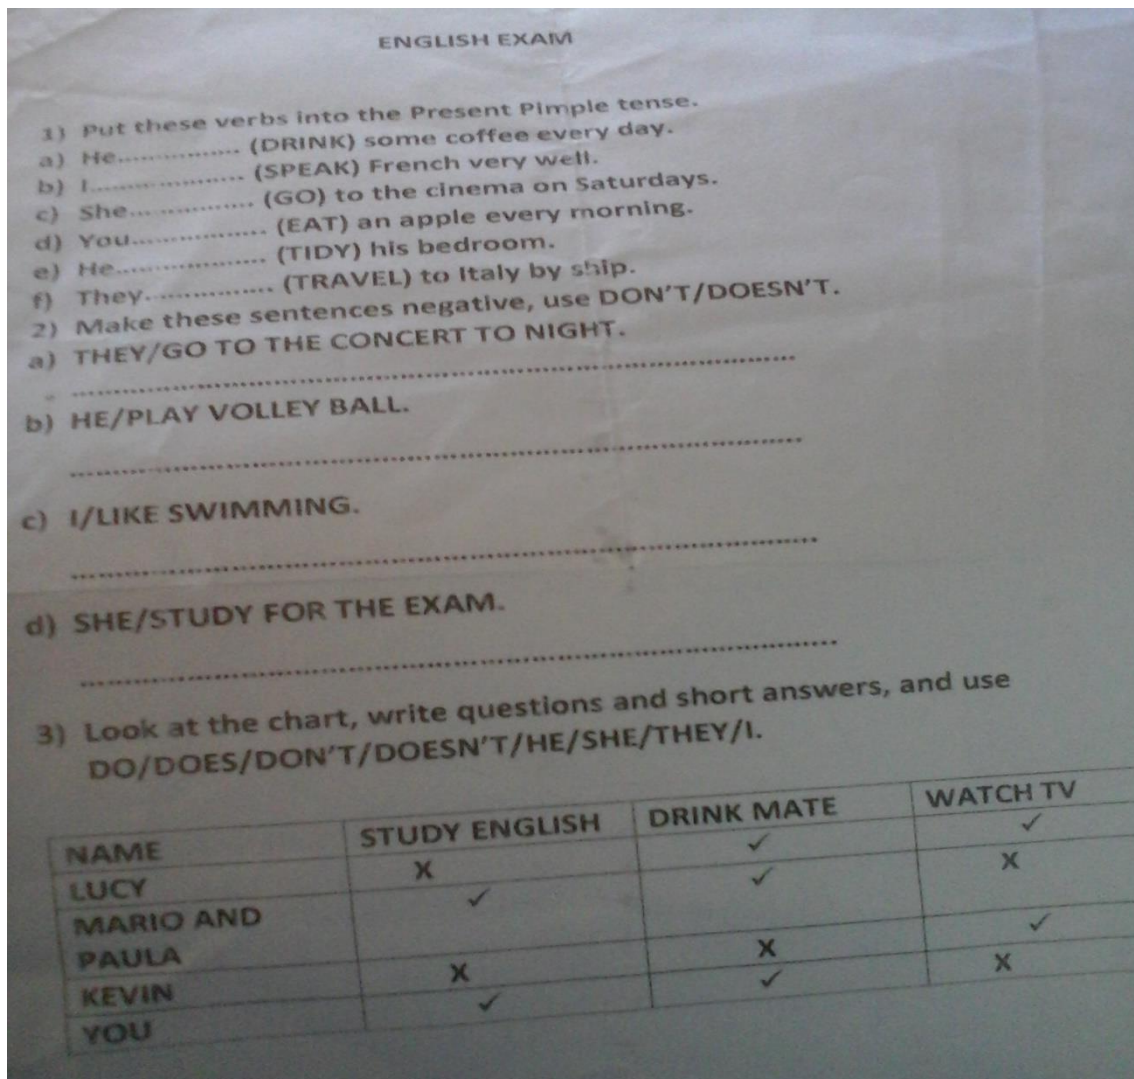 ENGLISH EXAM
1) Put these verbs into the Present Pimple tense.
a) He................ (DRINK) some coffee every day.
b) I.................... (SPEAK) French very well.
c) She................ (GO) to the cinema on Saturdays.
d) You................. (EAT) an apple every morning.
e) He................... (TIDY) his bedroom.
f) They................ (TRAVEL) to Italy by ship.
2) Make these sentences negative, use DON'T/DOESN'T.
a) THEY/GO TO THE CONCERT TO NIGHT.
................................................................................
b) HE/PLAY VOLLEY BALL.
................................................................................
c) I/LIKE SWIMMING.
................................................................................
d) SHE/STUDY FOR THE EXAM.
................................................................................
3) Look at the chart, write questions and short answers, and use
DO/DOES/DON'T/DOESN'T/HE/SHE/THEY/I.
NAME STUDY ENGLISH DRINK MATE WATCH TV
LUCY X ✓ ✓
MARIO AND ✓ ✓ X
PAULA
KEVIN X X ✓
YOU ✓ ✓ X